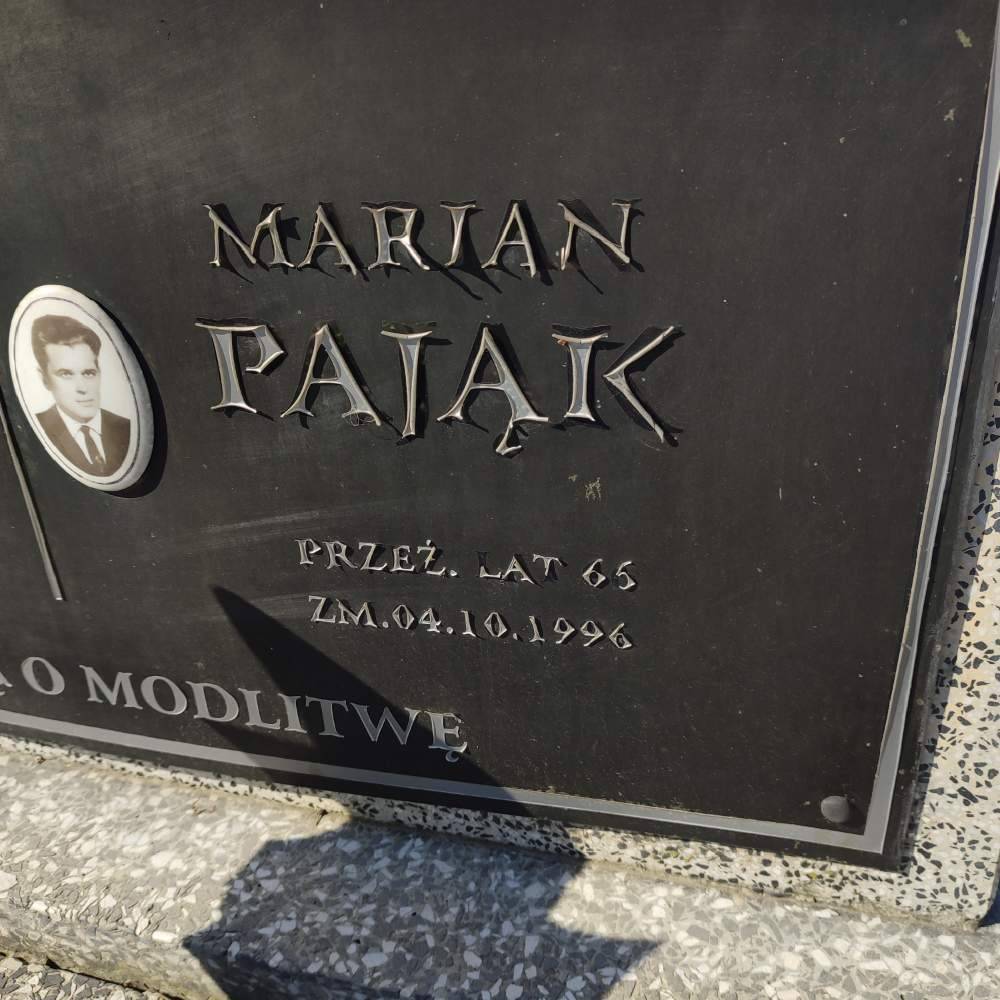 MARIAN
PAJĄK
PRZEŻ. LAT 65
ZM.04.10.1996
O MODLITWĘ